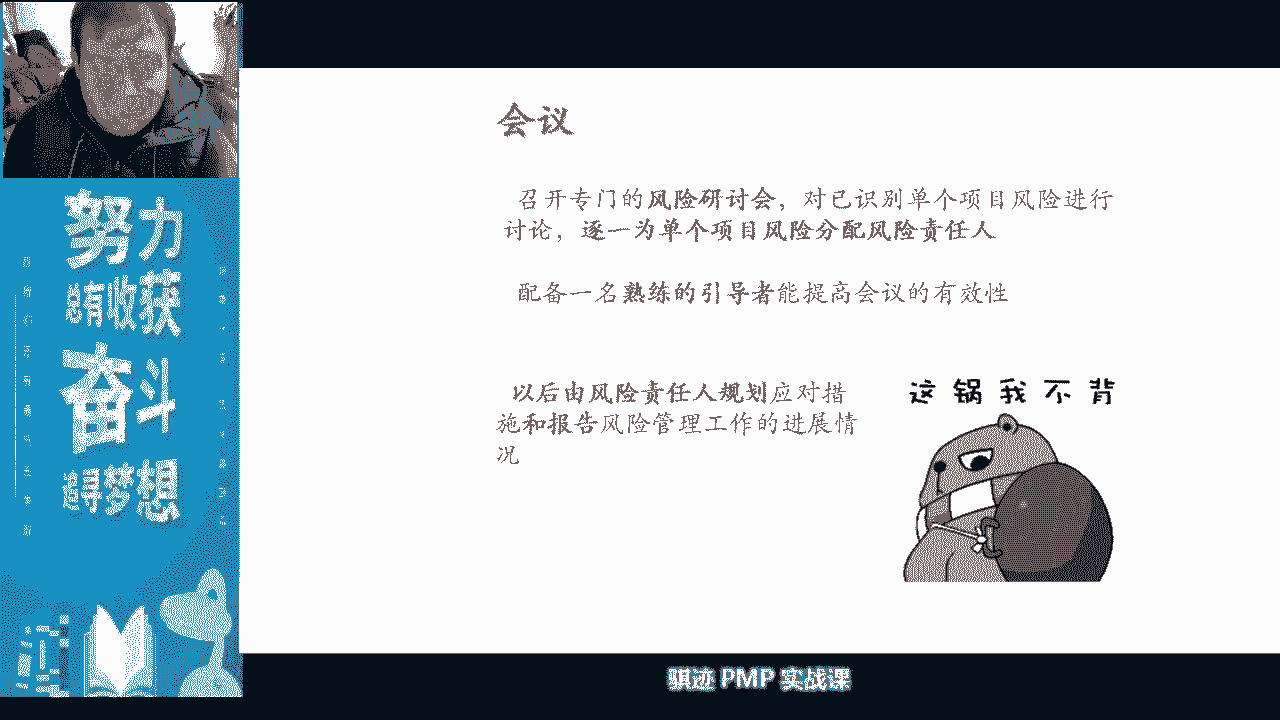 努力
总有收获
奋斗
追寻梦想
会议
召开专门的风险研讨会，对已识别单个项目风险进行
讨论，逐一为单个项目风险分配风险责任人
配备一名熟练的引导者能提高会议的有效性
以后由风险责任人规划应对措
施和报告风险管理工作的进展情
况
这锅我不背
骐迹 PMP 实战课